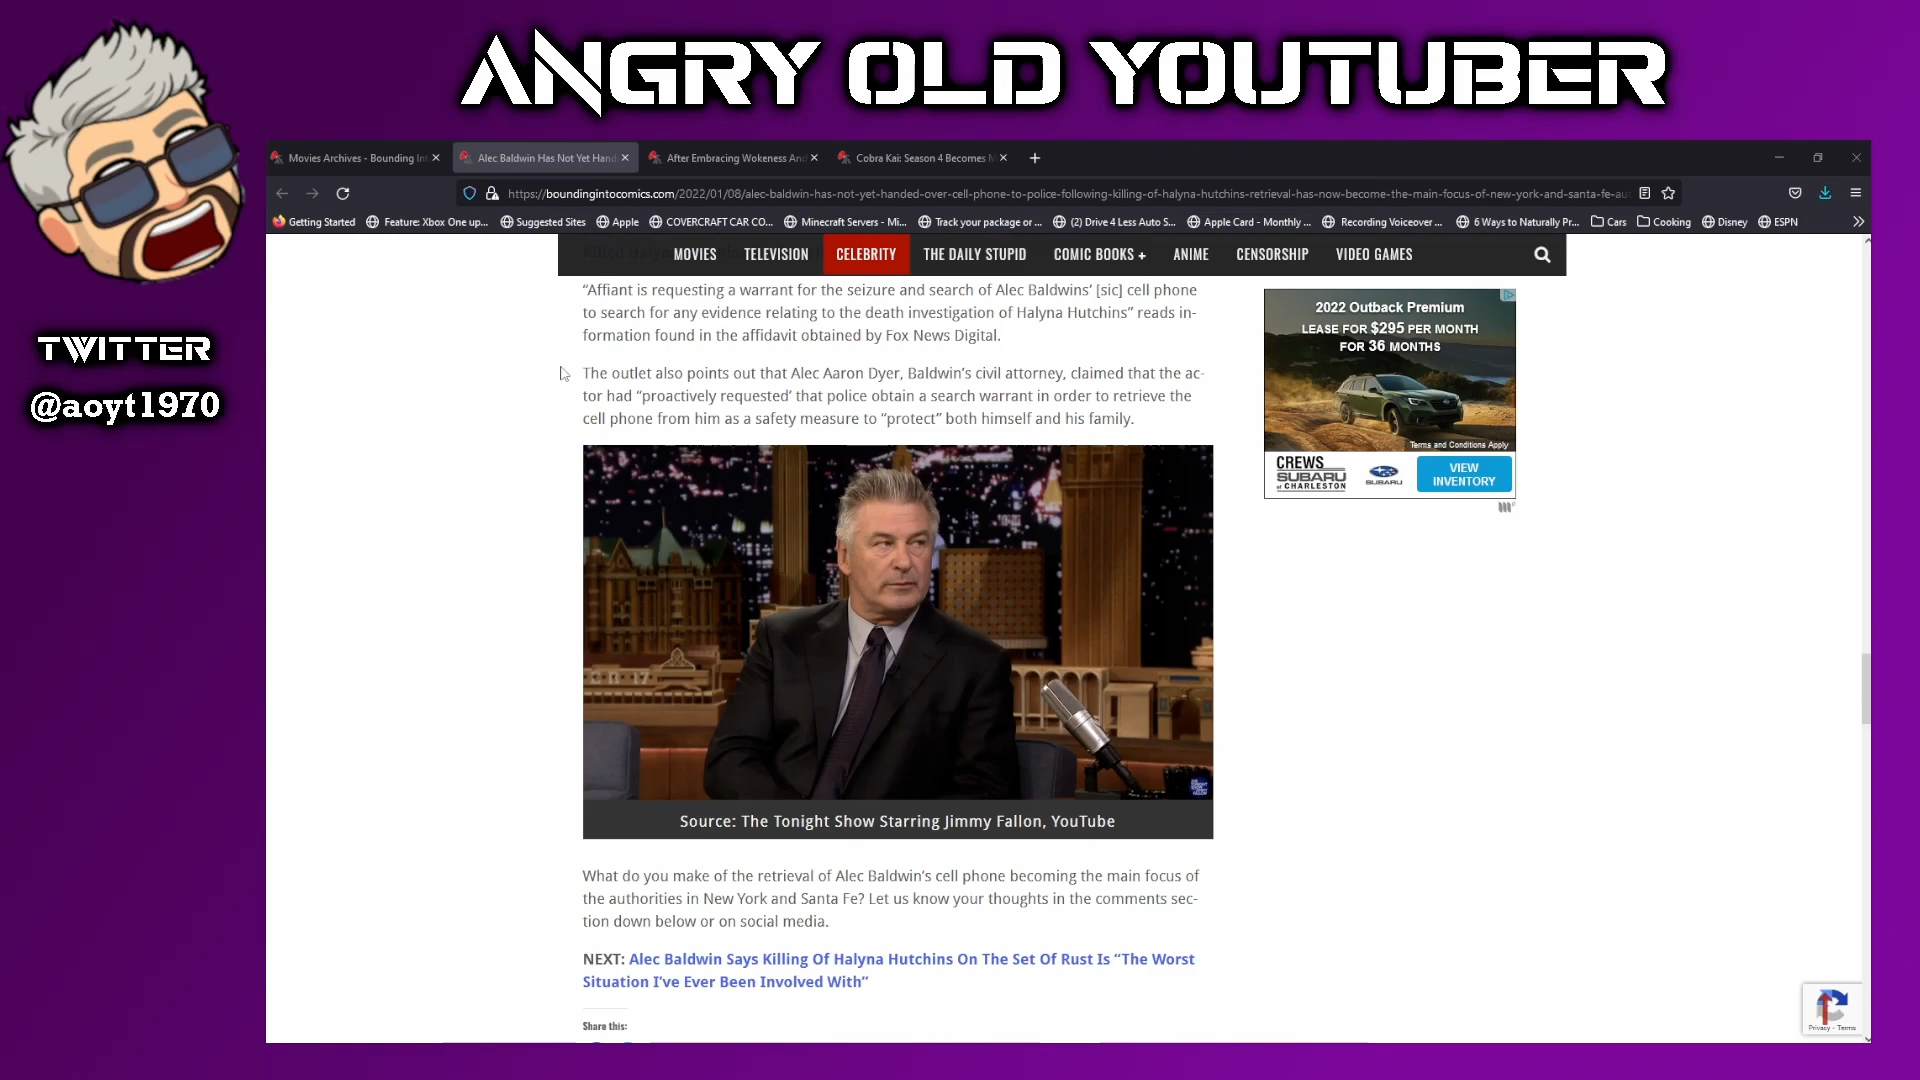 ANGRY OLD YOUTUBER
TWITTER
@aoyt1970
Movies Archives - Bounding Int
Alec Baldwin Has Not Yet Hand
After Embracing Wokeness And
Cobra Kai: Season 4 Becomes
https://boundingintocomics.com/2022/01/08/alec-baldwin-has-not-yet-handed-over-cell-phone-to-police-following-killing-of-halyna-hutchins-retrieval-has-now-become-the-main-focus-of-new-york-and-santa-fe-aut
Getting Started Feature: Xbox One up... Suggested Sites Apple COVERCRAFT CAR CO... Minecraft Servers - Mi... Track your package or ... (2) Drive 4 Less Auto S... Apple Card - Monthly ... Recording Voiceover ... 6 Ways to Naturally Pr... Cars Cooking Disney ESPN
MOVIES TELEVISION CELEBRITY THE DAILY STUPID COMIC BOOKS + ANIME CENSORSHIP VIDEO GAMES
“Affiant is requesting a warrant for the seizure and search of Alec Baldwins’ [sic] cell phone
to search for any evidence relating to the death investigation of Halyna Hutchins” reads in-
formation found in the affidavit obtained by Fox News Digital.
The outlet also points out that Alec Aaron Dyer, Baldwin’s civil attorney, claimed that the ac-
tor had “proactively requested’ that police obtain a search warrant in order to retrieve the
cell phone from him as a safety measure to “protect” both himself and his family.
Source: The Tonight Show Starring Jimmy Fallon, YouTube
What do you make of the retrieval of Alec Baldwin’s cell phone becoming the main focus of
the authorities in New York and Santa Fe? Let us know your thoughts in the comments sec-
tion down below or on social media.
NEXT: Alec Baldwin Says Killing Of Halyna Hutchins On The Set Of Rust Is “The Worst
Situation I’ve Ever Been Involved With”
Share this:
2022 Outback Premium
LEASE FOR $295 PER MONTH
FOR 36 MONTHS
Terms and Conditions Apply
CREWS
SUBARU
of CHARLESTON
SUBARU
VIEW
INVENTORY
Privacy - Terms